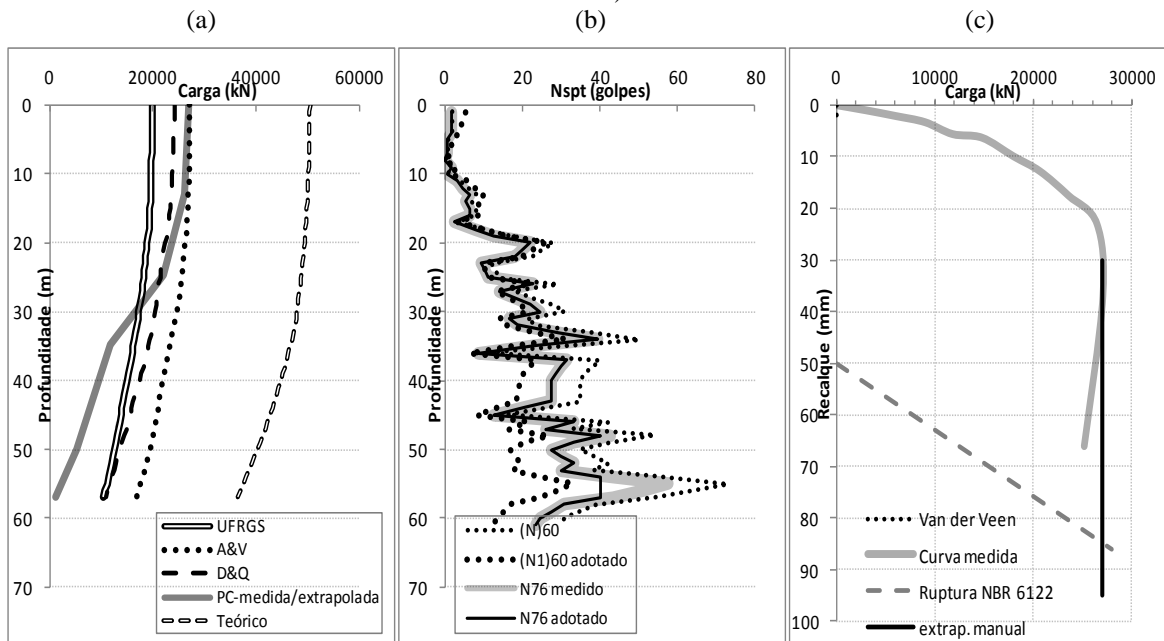 (a)
(b)
(c)
0 20000 40000 60000
Carga (kN)
0
10
20
30
40
50
60
70
Profundidade (m)
UFRGS
A&V
D&Q
PC-medida/extrapolada
Teórico
0 20 40 60 80
Nspt (golpes)
0
10
20
30
40
50
60
70
Profundidade (m)
(N)60
(N1)60 adotado
N76 medido
N76 adotado
0 10000 20000 30000
Carga (kN)
0
10
20
30
40
50
60
70
80
90
100
Recalque (mm)
Van der Veen
Curva medida
Ruptura NBR 6122
extrap. manual